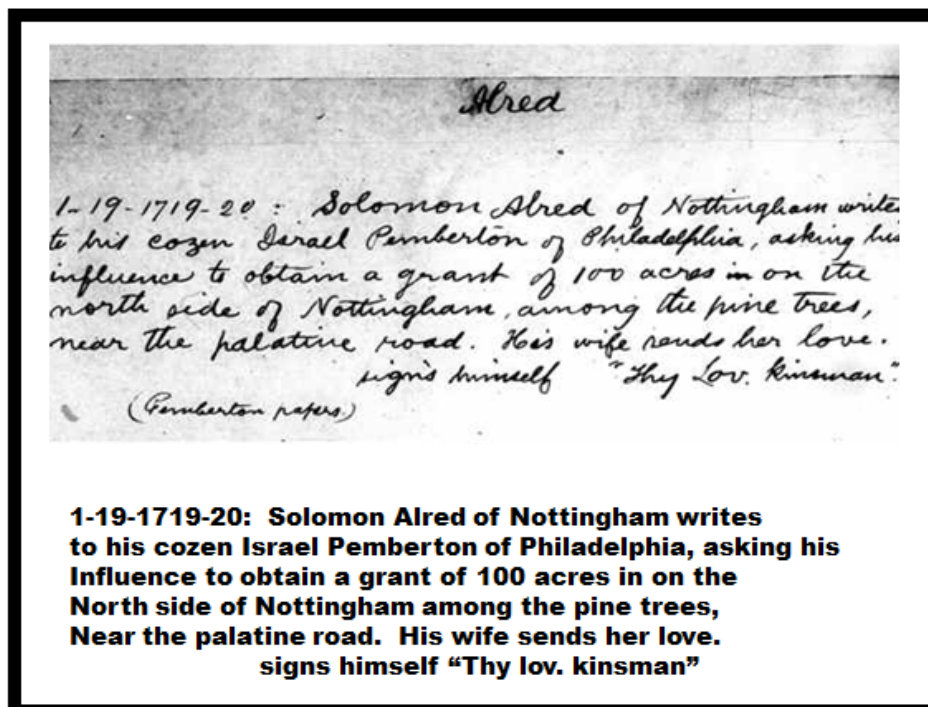 Alred
1-19-1719-20: Solomon Alred of Nottingham writes
to his cozen Israel Pemberton of Philadelphia, asking his
influence to obtain a grant of 100 acres in on the
north side of Nottingham, among the pine trees,
near the palatine road. His wife sends her love.
signs himself "Thy Lov. Kinsman".
(Pemberton papers.)
1-19-1719-20: Solomon Alred of Nottingham writes
to his cozen Israel Pemberton of Philadelphia, asking his
Influence to obtain a grant of 100 acres in on the
North side of Nottingham among the pine trees,
Near the palatine road. His wife sends her love.
signs himself “Thy lov. kinsman”